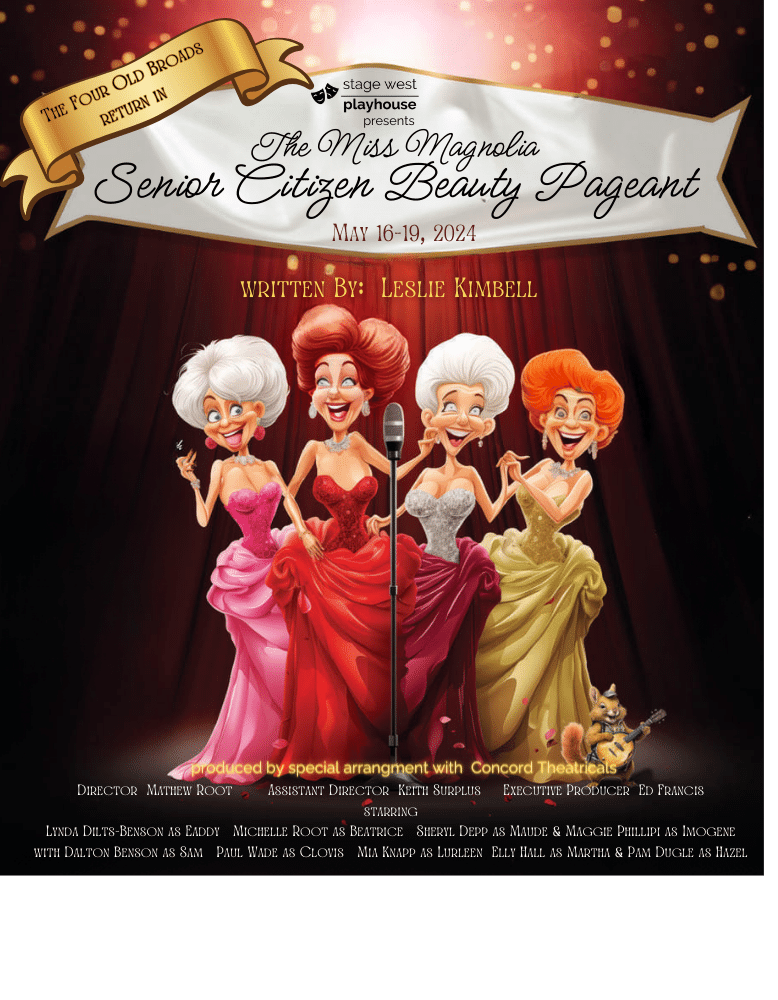 The Four Old Broads
return in
stage west
playhouse
presents
The Miss Magnolia
Senior Citizen Beauty Pageant
May 16-19, 2024
written By: Leslie Kimbell
produced by special arrangment with Concord Theatricals
Director Mathew Root Assistant Director Keith Surplus Executive Producer Ed Francis
starring
Lynda Dilts-Benson as Eaddy Michelle Root as Beatrice Sheryl Depp as Maude & Maggie Phillipi as Imogene
with Dalton Benson as Sam Paul Wade as Clovis Mia Knapp as Lurleen Elly Hall as Martha & Pam Dugle as Hazel